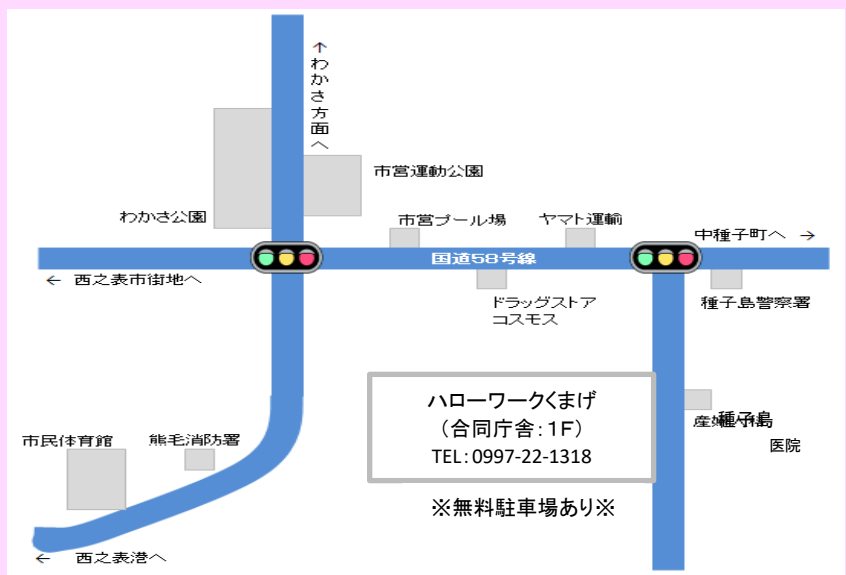 ↑わかさ方面へ
市営運動公園
わかさ公園
市営プール場
ヤマト運輸
中種子町へ →
国道58号線
← 西之表市街地へ
ドラッグストア
コスモス
種子島警察署
ハローワークくまげ
（合同庁舎：1F）
TEL：0997-22-1318
種子島
医院
市民体育館
熊毛消防署
※無料駐車場あり※
← 西之表港へ